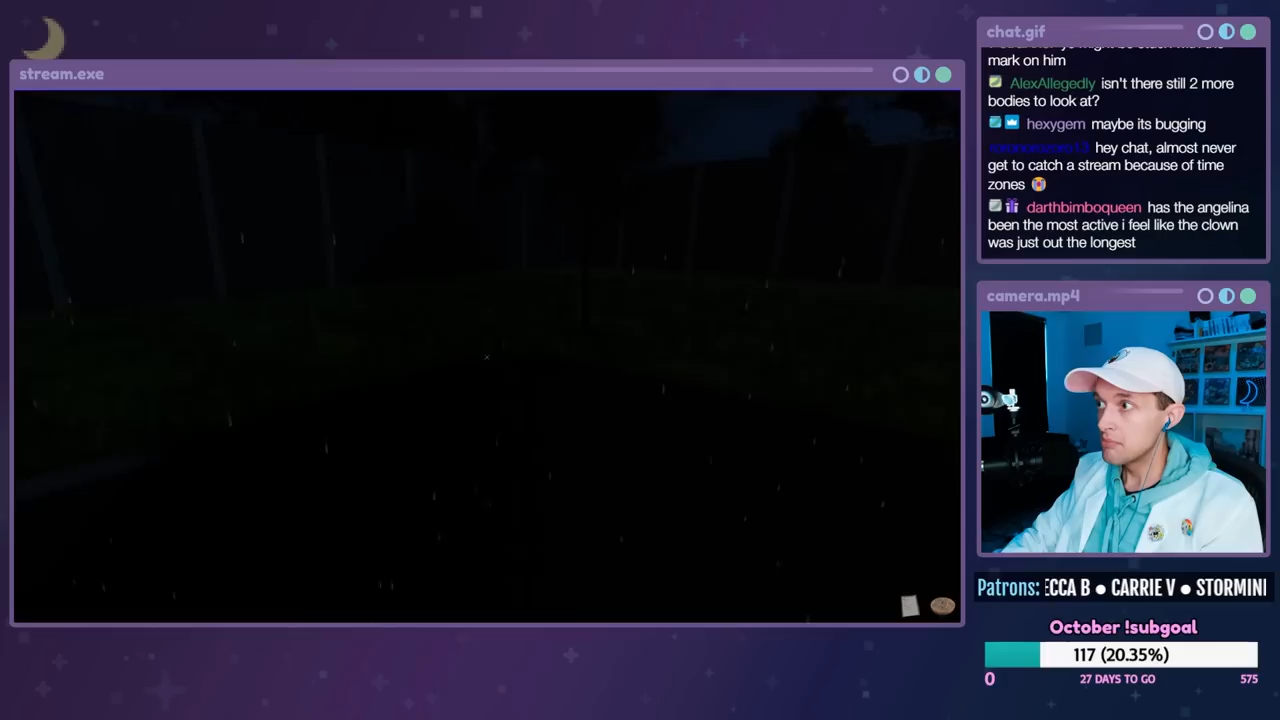 stream.exe
chat.gif
mark on him
AlexAllegedly isn't there still 2 more
bodies to look at?
hexygem maybe its bugging
hey chat, almost never
get to catch a stream because of time
zones
darthbimboqueen has the angelina
been the most active i feel like the clown
was just out the longest
camera.mp4
Patrons: ECCA B ● CARRIE V ● STORMINI
October !subgoal
117 (20.35%)
0 27 DAYS TO GO 575